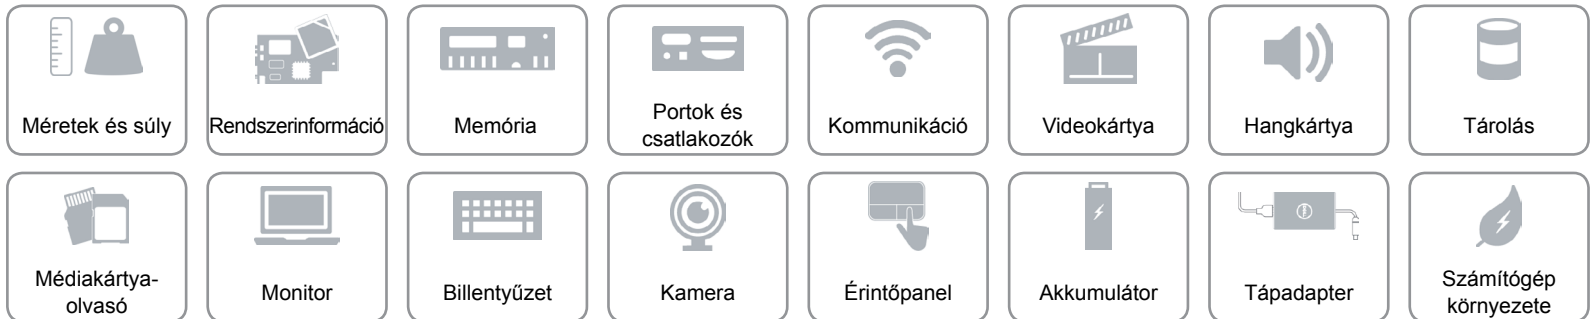 Méretek és súly
Rendszerinformáció
Memória
Portok és
csatlakozók
Kommunikáció
Videokártya
Hangkártya
Tárolás
Médiakártya-
olvasó
Monitor
Billentyűzet
Kamera
Érintőpanel
Akkumulátor
Tápadapter
Számítógép
környezete